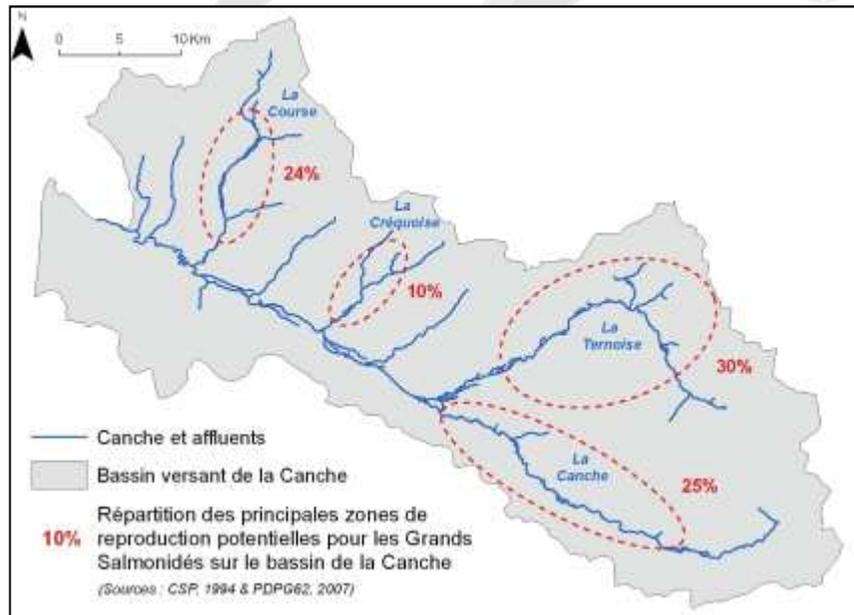 N
0 5 10 Km
La
Course
24%
La
Créquoise
10%
La
Ternoise
30%
La
Canche
25%
Canche et affluents
Bassin versant de la Canche
10% Répartition des principales zones de
reproduction potentielles pour les Grands
Salmonidés sur le bassin de la Canche
(Sources : CSP, 1994 & PDPG62, 2007)